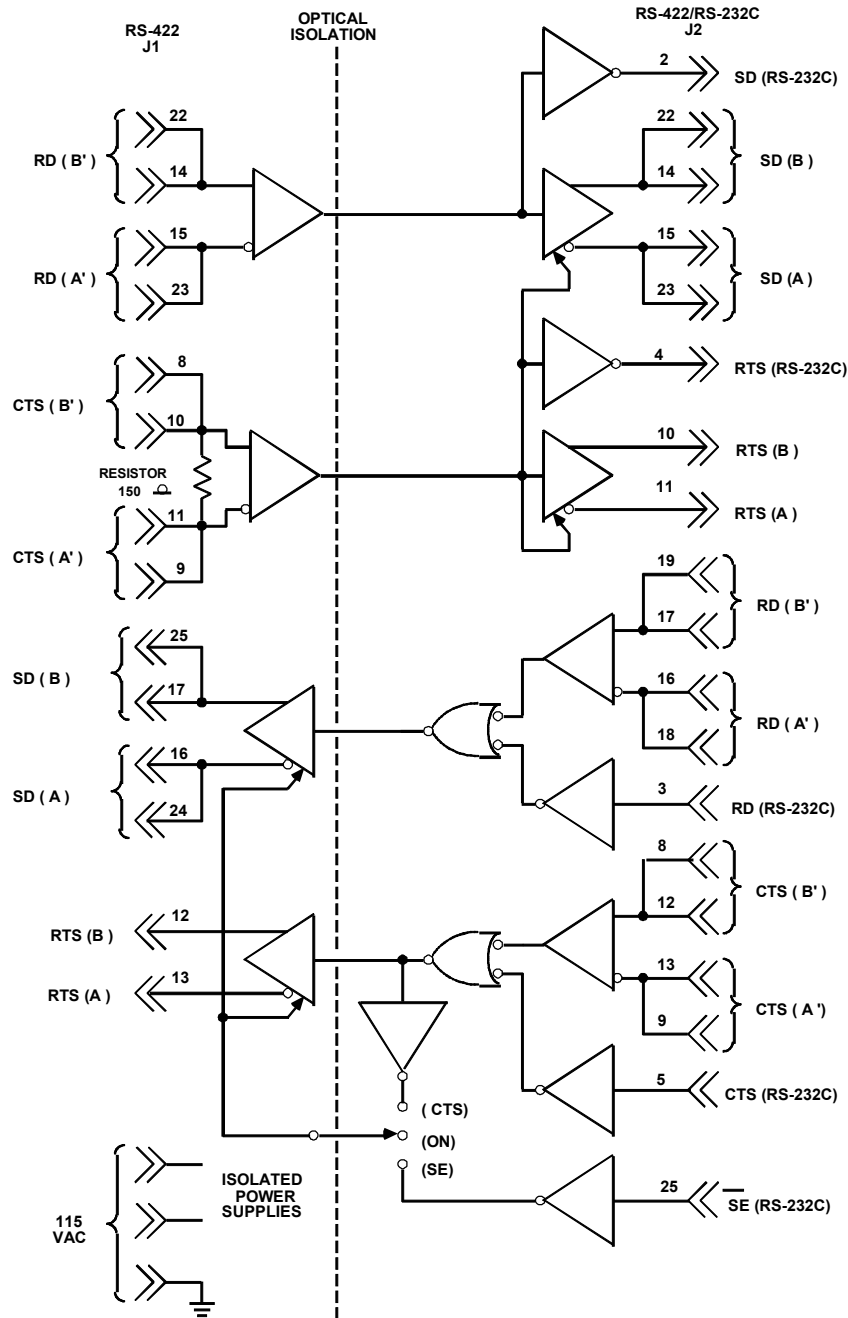 OPTICAL
ISOLATION
RS-422
J1
RS-422/RS-232C
J2
2
SD (RS-232C)
22
RD ( B' )
14
22
SD (B )
14
15
RD ( A' )
23
15
SD (A)
23
8
CTS ( B' )
10
4
RTS (RS-232C)
RESISTOR
150 Ω
10
RTS (B)
11
RTS (A)
11
CTS ( A' )
9
19
RD ( B' )
17
25
SD ( B )
17
16
RD ( A' )
18
16
SD ( A )
24
3
RD (RS-232C)
8
CTS ( B' )
12
12
RTS (B )
13
RTS (A )
13
CTS ( A ')
9
5
CTS (RS-232C)
( CTS)
(ON)
(SE)
25
S̅E̅ (RS-232C)
115
VAC
ISOLATED
POWER
SUPPLIES